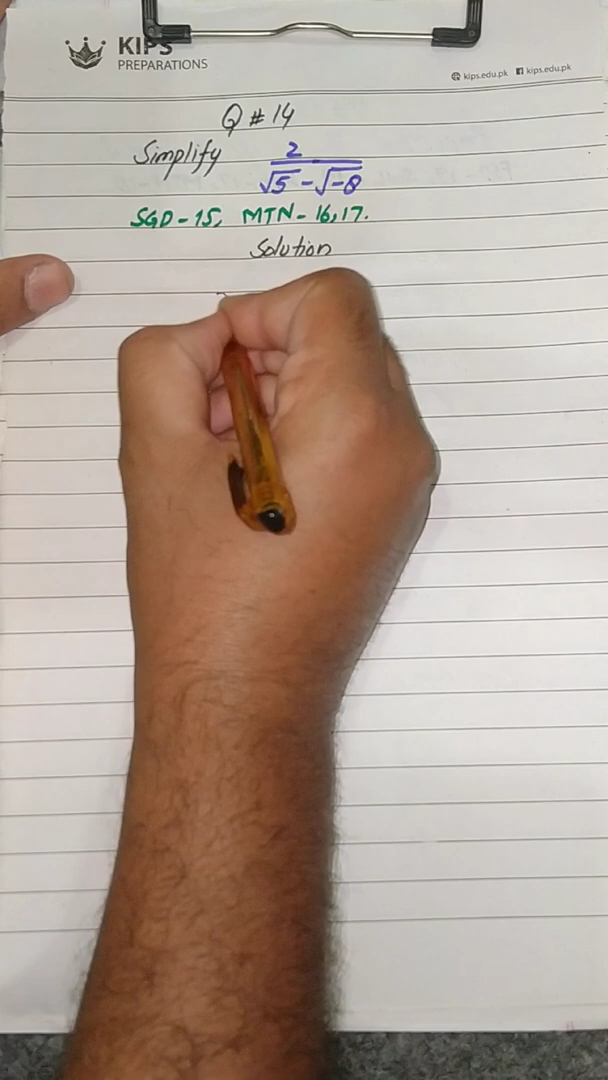 KIPS
PREPARATIONS
kips.edu.pk kips.edu.pk
Q # 14
Simplify 2/(√5-√-8)
SGD-15, MTN-16,17.
Solution